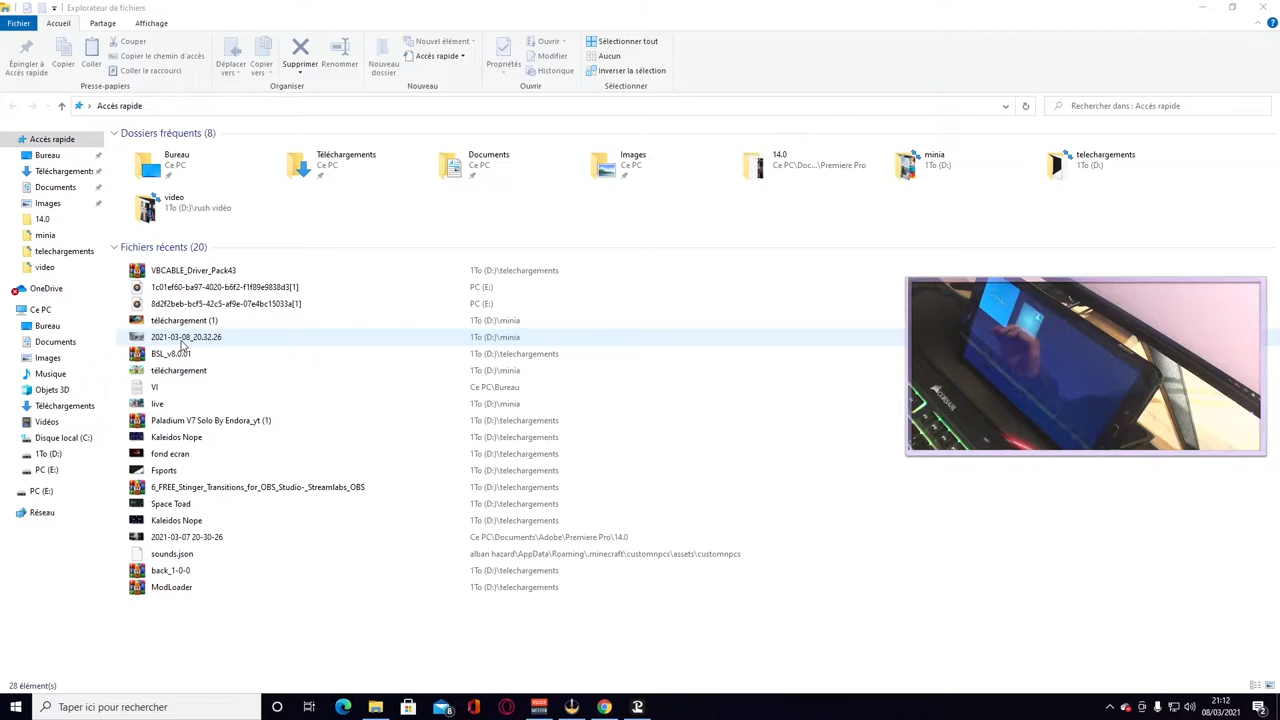 Explorateur de fichiers
Fichier Accueil Partage Affichage
Épingler à Accès rapide
Copier
Coller
Couper
Copier le chemin d'accès
Coller le raccourci
Presse-papiers
Déplacer vers
Copier vers
Supprimer
Renommer
Organiser
Nouveau dossier
Nouvel élément
Accès rapide
Nouveau
Propriétés
Ouvrir
Modifier
Historique
Ouvrir
Sélectionner tout
Aucun
Inverser la sélection
Sélectionner
Accès rapide
Rechercher dans : Accès rapide
Accès rapide
Bureau
Téléchargements
Documents
Images
14.0
minia
telechargements
video
OneDrive
Ce PC
Bureau
Documents
Images
Musique
Objets 3D
Téléchargements
Vidéos
Disque local (C:)
1To (D:)
PC (E:)
PC (E:)
Réseau
Dossiers fréquents (8)
Bureau
Ce PC
Téléchargements
Ce PC
Documents
Ce PC
Images
Ce PC
14.0
Ce PC\Doc...\Premiere Pro
minia
1To (D:)
telechargements
1To (D:)
video
1To (D:)\rush vidéo
Fichiers récents (20)
VBCABLE_Driver_Pack43 1To (D:)\telechargements
1c01ef60-ba97-4020-b6f2-f1f89e9838d3[1] PC (E:)
8d2f2beb-bcf5-42c5-af9e-07e4bc15033a[1] PC (E:)
téléchargement (1) 1To (D:)\minia
2021-03-08_20.32.26 1To (D:)\minia
BSL_v8.0.01 1To (D:)\telechargements
téléchargement 1To (D:)\minia
VI Ce PC\Bureau
live 1To (D:)\minia
Paladium V7 Solo By Endora_yt (1) 1To (D:)\telechargements
Kaleidos Nope 1To (D:)\telechargements
fond ecran 1To (D:)\telechargements
Fsports 1To (D:)\telechargements
6_FREE_Stinger_Transitions_for_OBS_Studio-_Streamlabs_OBS 1To (D:)\telechargements
Space Toad 1To (D:)\telechargements
Kaleidos Nope 1To (D:)\telechargements
2021-03-07 20-30-26 Ce PC\Documents\Adobe\Premiere Pro\14.0
sounds.json alban hazard\AppData\Roaming\.minecraft\customnpcs\assets\customnpcs
back_1-0-0 1To (D:)\telechargements
ModLoader 1To (D:)\telechargements
CORSAIR
28 élément(s)
Taper ici pour rechercher
8
21:12
08/03/2021